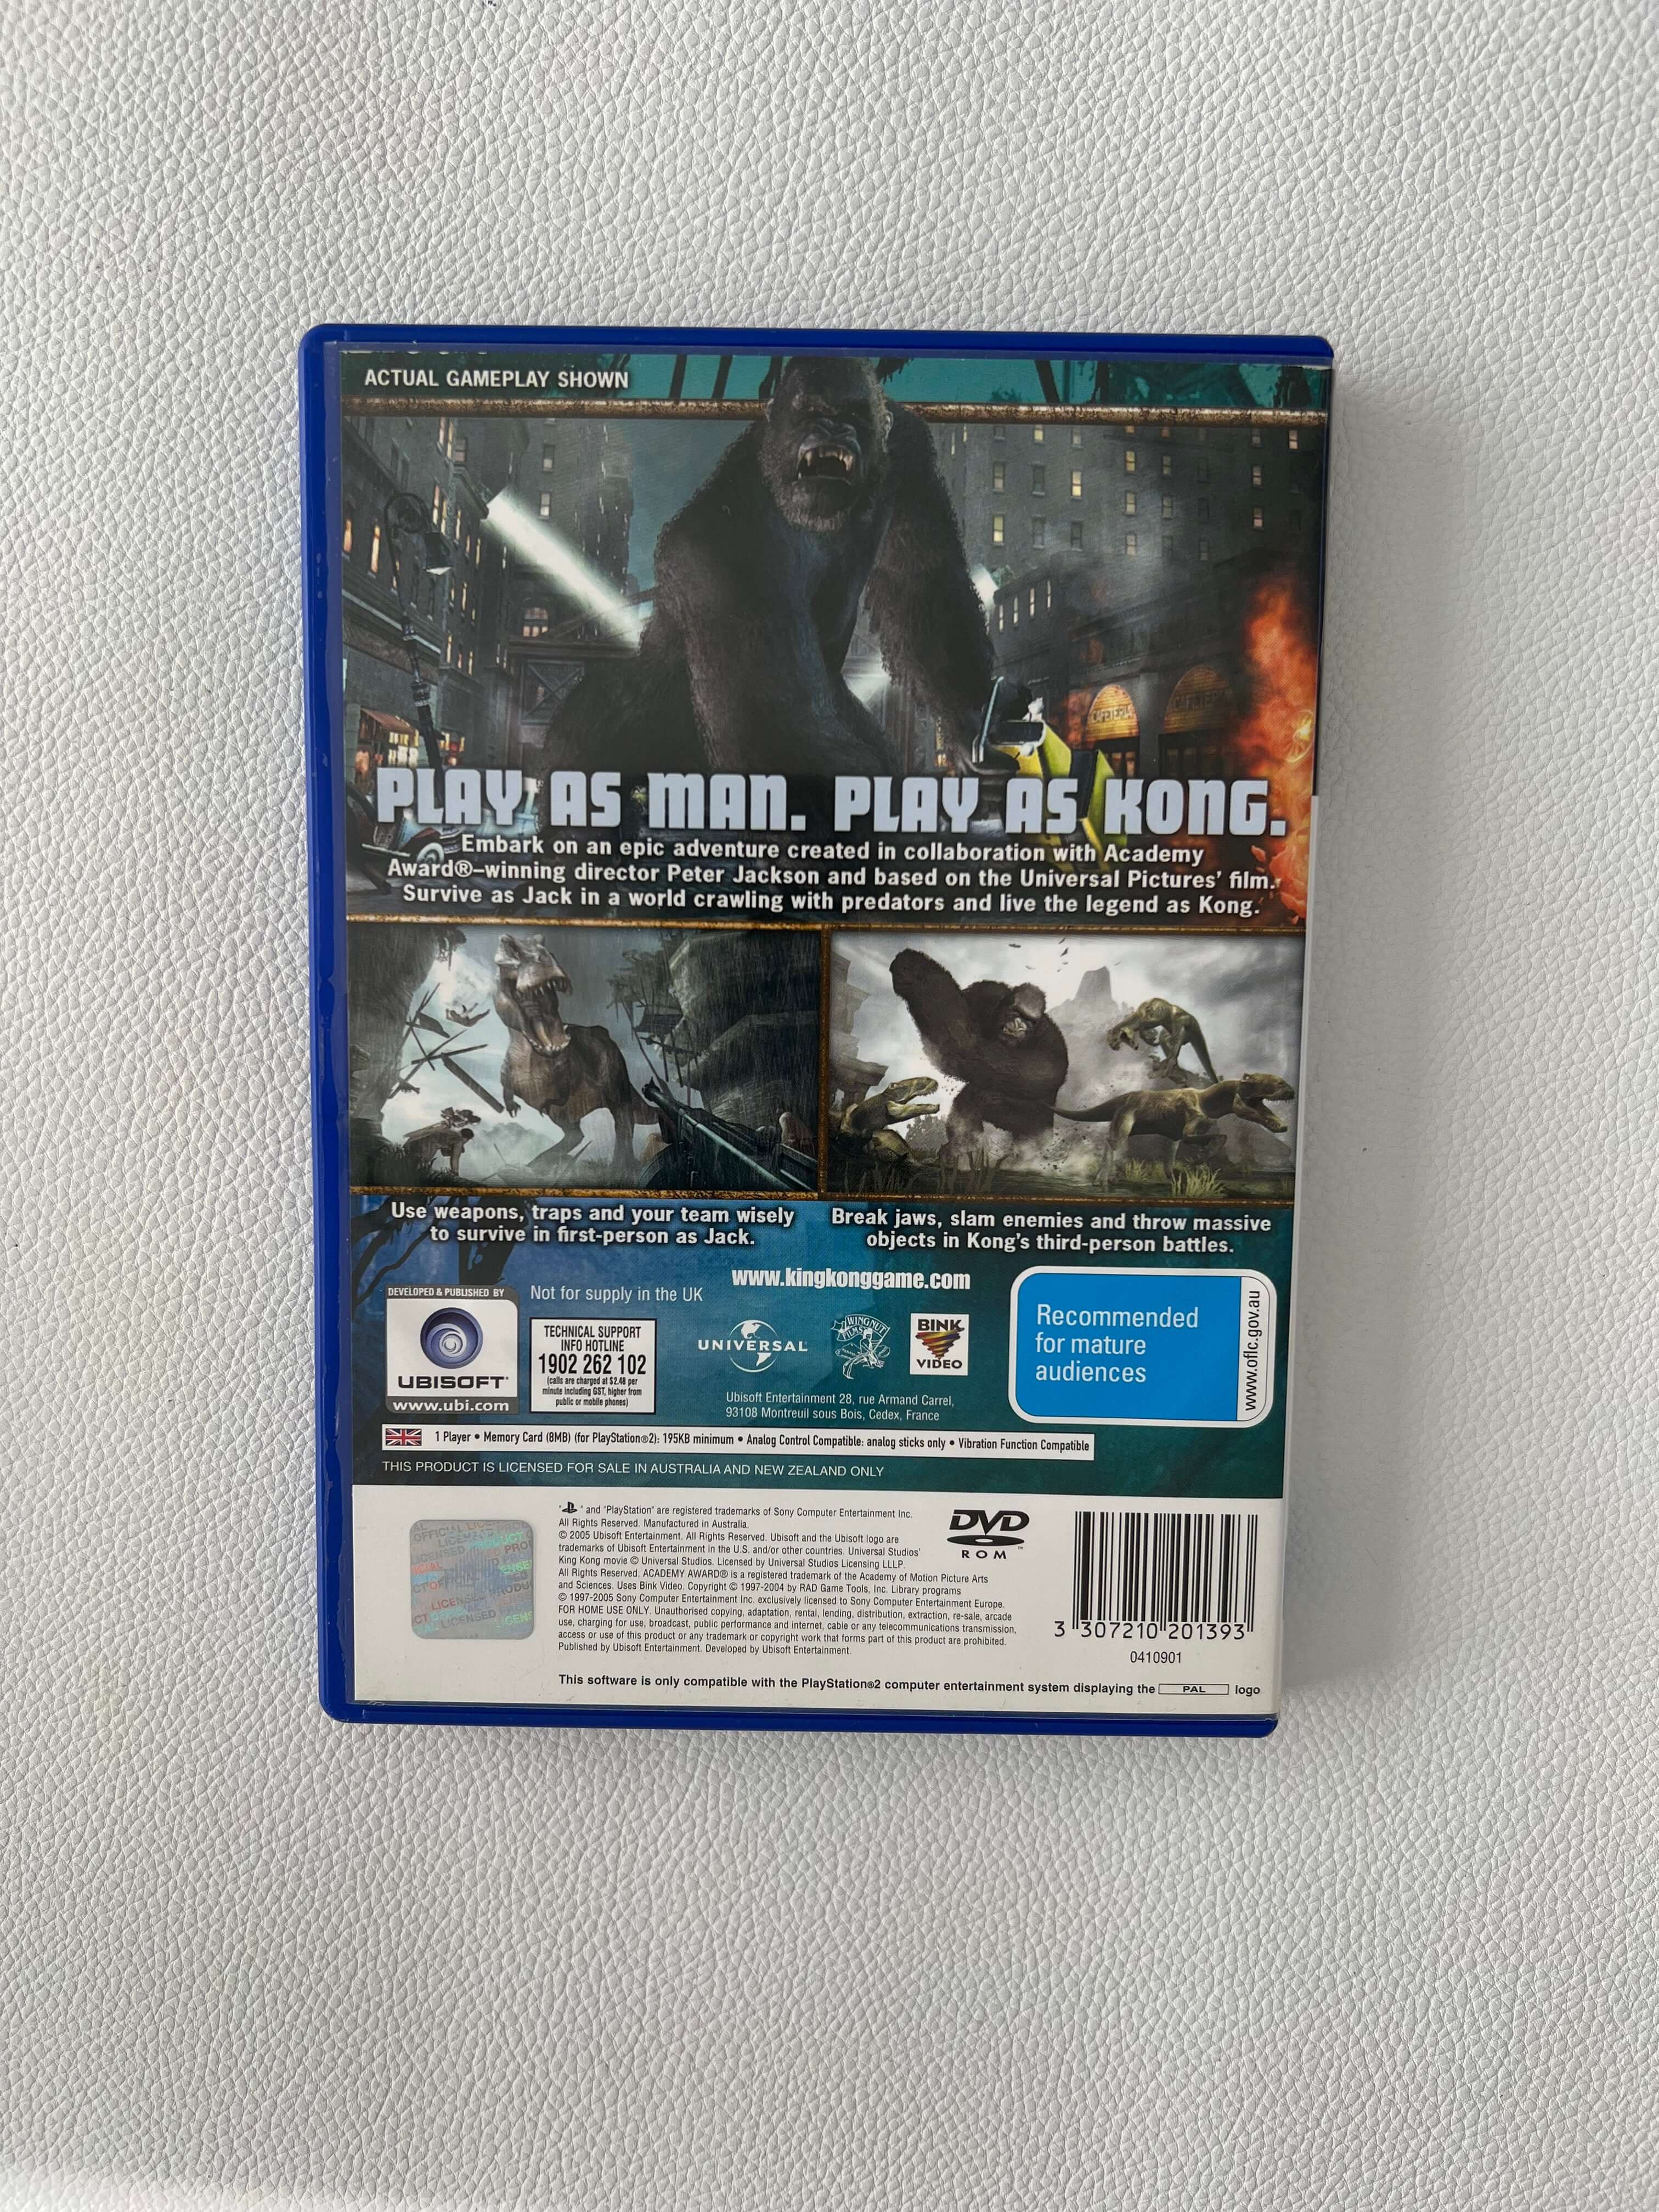 ACTUAL GAMEPLAY SHOWN
CAFETERIA
PLAY AS MAN. PLAY AS KONG.
Embark on an epic adventure created in collaboration with Academy
Award®–winning director Peter Jackson and based on the Universal Pictures' film.
Survive as Jack in a world crawling with predators and live the legend as Kong.
Use weapons, traps and your team wisely
to survive in first-person as Jack.
Break jaws, slam enemies and throw massive
objects in Kong's third-person battles.
www.kingkonggame.com
DEVELOPED & PUBLISHED BY
UBISOFT
www.ubi.com
Not for supply in the UK
TECHNICAL SUPPORT
INFO HOTLINE
1902 262 102
(calls are charged at $2.48 per
minute including GST, higher from
public or mobile phones)
UNIVERSAL
WINGNUT
FILMS
BINK
VIDEO
Ubisoft Entertainment 28, rue Armand Carrel,
93108 Montreuil sous Bois, Cedex, France
Recommended
for mature
audiences
www.oflc.gov.au
1 Player • Memory Card (8MB) (for PlayStation®2): 195KB minimum • Analog Control Compatible: analog sticks only • Vibration Function Compatible
THIS PRODUCT IS LICENSED FOR SALE IN AUSTRALIA AND NEW ZEALAND ONLY
" " and "PlayStation" are registered trademarks of Sony Computer Entertainment Inc.
All Rights Reserved. Manufactured in Australia.
© 2005 Ubisoft Entertainment. All Rights Reserved. Ubisoft and the Ubisoft logo are
trademarks of Ubisoft Entertainment in the U.S. and/or other countries. Universal Studios'
King Kong movie © Universal Studios. Licensed by Universal Studios Licensing LLLP.
All Rights Reserved. ACADEMY AWARD® is a registered trademark of the Academy of Motion Picture Arts
and Sciences. Uses Bink Video. Copyright © 1997-2004 by RAD Game Tools, Inc. Library programs
© 1997-2005 Sony Computer Entertainment Inc. exclusively licensed to Sony Computer Entertainment Europe.
FOR HOME USE ONLY. Unauthorised copying, adaptation, rental, lending, distribution, extraction, re-sale, arcade
use, charging for use, broadcast, public performance and internet, cable or any telecommunications transmission,
access or use of this product or any trademark or copyright work that forms part of this product are prohibited.
Published by Ubisoft Entertainment. Developed by Ubisoft Entertainment.
DVD
ROM
3 307210 201393
0410901
This software is only compatible with the PlayStation®2 computer entertainment system displaying the PAL logo